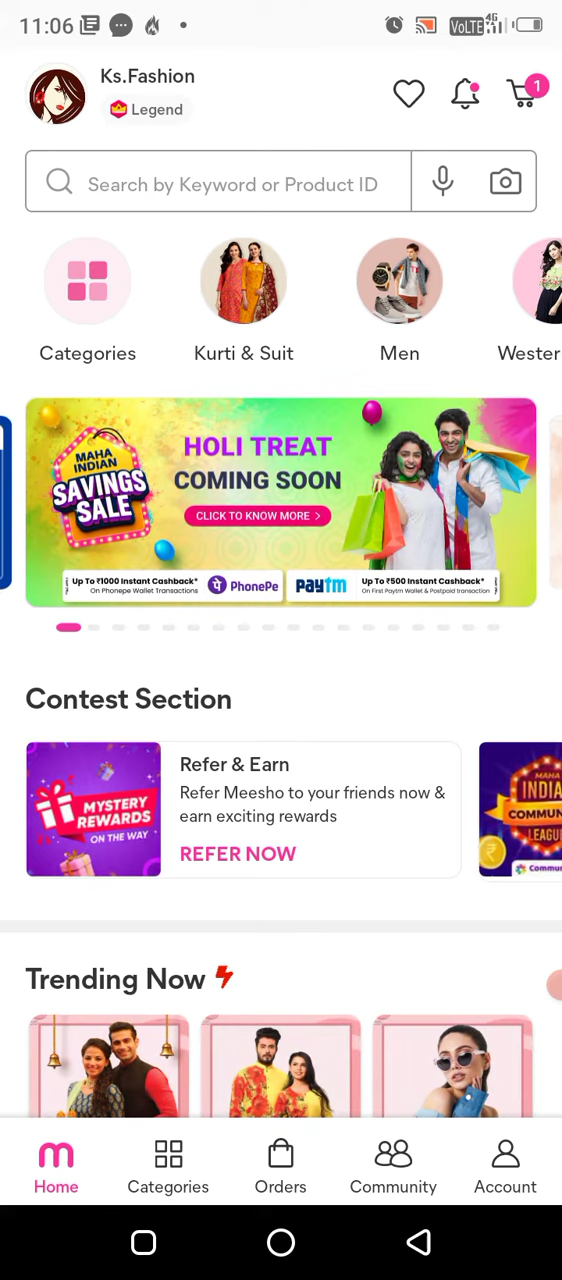 11:06
VoLTE 4G
Ks.Fashion
Legend
1
Search by Keyword or Product ID
Categories
Kurti & Suit
Men
Wester
MAHA
INDIAN
SAVINGS
SALE
HOLI TREAT
COMING SOON
CLICK TO KNOW MORE >
Up To ₹1000 Instant Cashback*
On Phonepe Wallet Transactions
PhonePe
paytm
Up To ₹500 Instant Cashback*
On First Paytm Wallet & Postpaid transaction
Contest Section
MYSTERY
REWARDS
ON THE WAY
Refer & Earn
Refer Meesho to your friends now &
earn exciting rewards
REFER NOW
MAHA
INDIA
COMMUN
LEAGU
Commun
Trending Now
m
Home
Categories
Orders
Community
Account